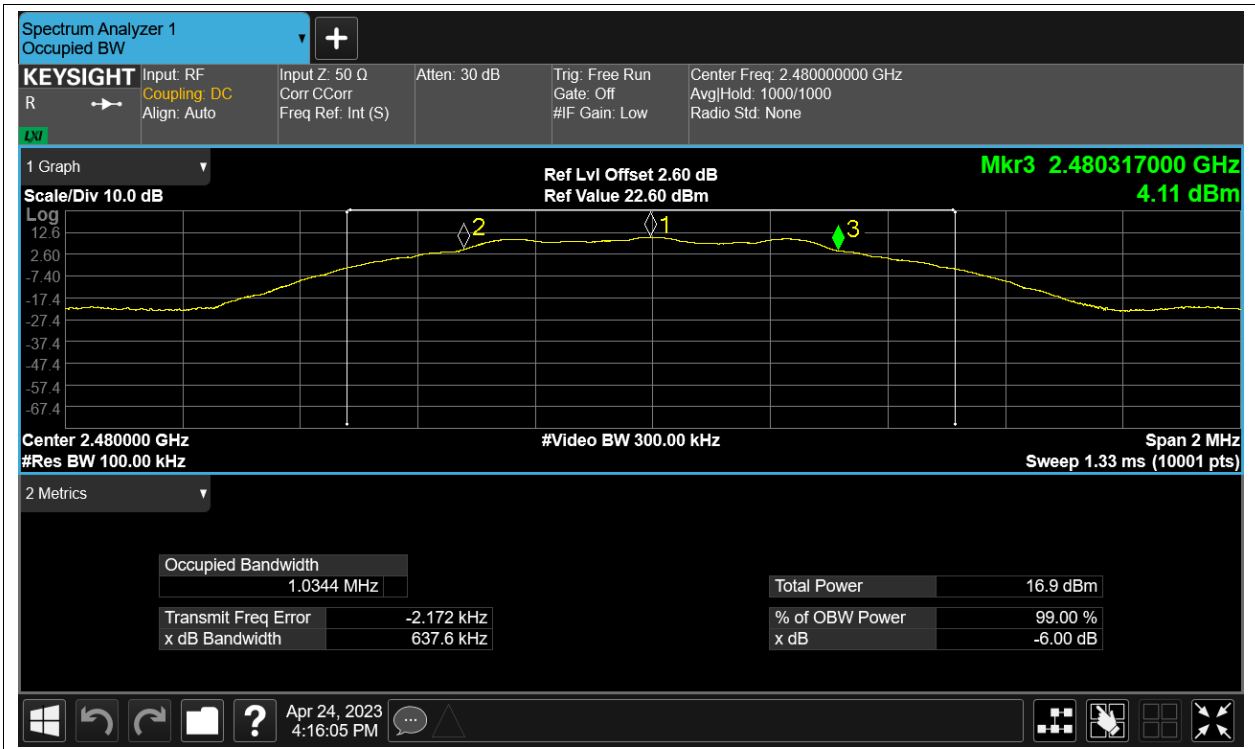 Spectrum Analyzer 1
Occupied BW
KEYSIGHT
R
LXI
Input: RF
Coupling: DC
Align: Auto
Input Z: 50 Ω
Corr CCorr
Freq Ref: Int (S)
Atten: 30 dB
Trig: Free Run
Gate: Off
#IF Gain: Low
Center Freq: 2.480000000 GHz
Avg|Hold: 1000/1000
Radio Std: None
1 Graph
Scale/Div 10.0 dB
Ref Lvl Offset 2.60 dB
Ref Value 22.60 dBm
Mkr3 2.480317000 GHz
4.11 dBm
Log
12.6
2.60
-7.40
-17.4
-27.4
-37.4
-47.4
-57.4
-67.4
2
1
3
Center 2.480000 GHz
#Res BW 100.00 kHz
#Video BW 300.00 kHz
Span 2 MHz
Sweep 1.33 ms (10001 pts)
2 Metrics
Occupied Bandwidth
1.0344 MHz
Transmit Freq Error -2.172 kHz
x dB Bandwidth 637.6 kHz
Total Power 16.9 dBm
% of OBW Power 99.00 %
x dB -6.00 dB
?
Apr 24, 2023
4:16:05 PM